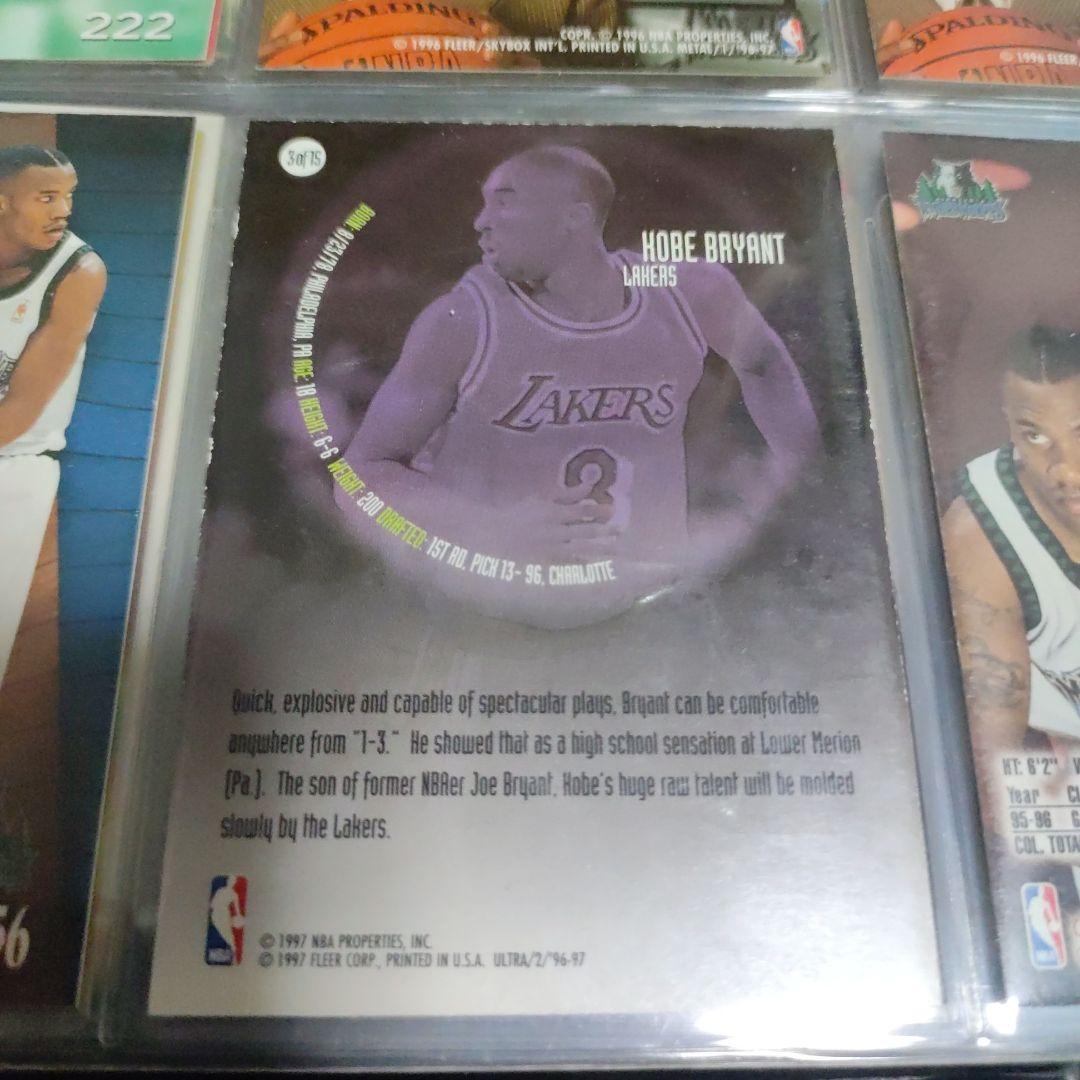 222
SPALDING
NBA
COPR. © 1996 NBA PROPERTIES, INC.
© 1996 FLEER/SKYBOX INT'L. PRINTED IN U.S.A. METAL/1/'96-97
SPALDING
© 1996 FLEER
3 of 15
BORN: 8/23/78, PHILADELPHIA, PA AGE: 18 HEIGHT: 6-6 WEIGHT: 200 DRAFTED: 1ST RD, PICK 13- 96, CHARLOTTE
KOBE BRYANT
LAKERS
LAKERS
Quick, explosive and capable of spectacular plays, Bryant can be comfortable
anywhere from "1-3." He showed that as a high school sensation at Lower Merion
(Pa.). The son of former NBAer Joe Bryant, Kobe's huge raw talent will be molded
slowly by the Lakers.
NBA
© 1997 NBA PROPERTIES, INC.
© 1997 FLEER CORP., PRINTED IN U.S.A. ULTRA/2/'96-97
56
HT: 6'2"
Year
95-96 G
COL. TOTA